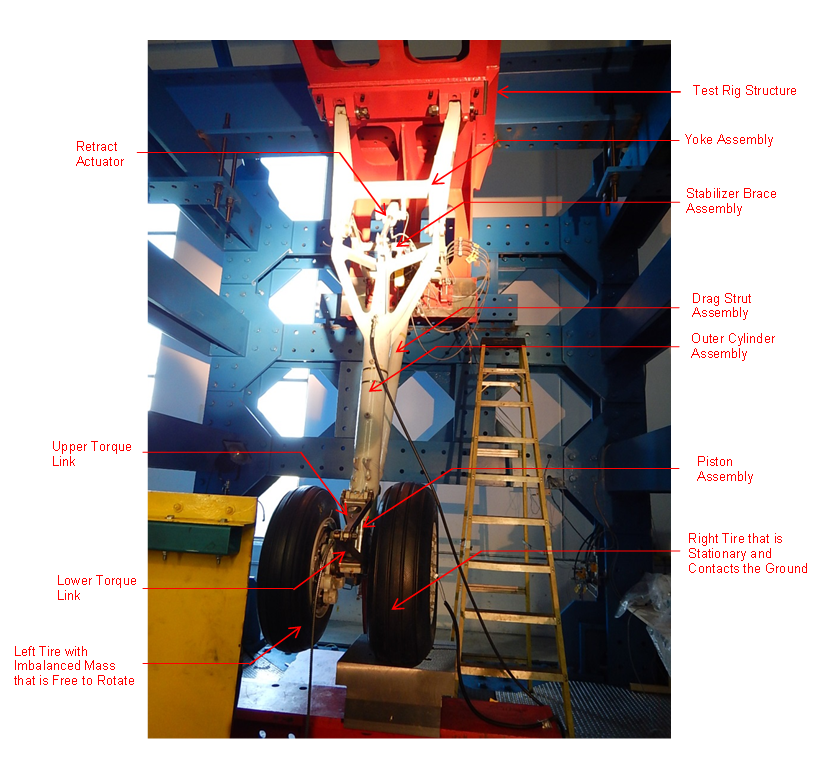 Test Rig Structure
Yoke Assembly
Retract
Actuator
Stabilizer Brace
Assembly
Drag Strut
Assembly
Outer Cylinder
Assembly
Upper Torque
Link
Piston
Assembly
Right Tire that is
Stationary and
Contacts the Ground
Lower Torque
Link
Left Tire with
Imbalanced Mass
that is Free to Rotate